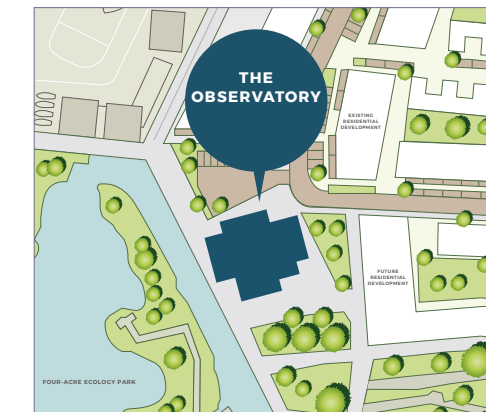 THE
OBSERVATORY
EXISTING
RESIDENTIAL
DEVELOPMENT
FUTURE
RESIDENTIAL
DEVELOPMENT
FOUR-ACRE ECOLOGY PARK